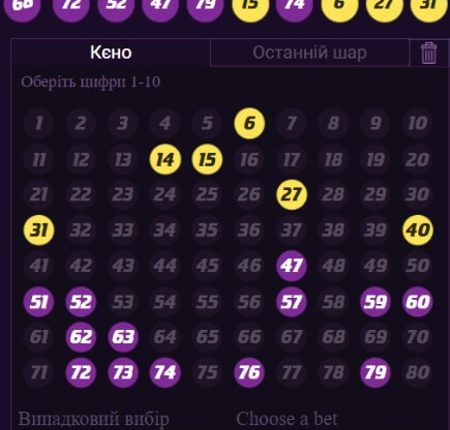 60 72 52 47 79 15 74 6 27 31
Кєно Останній шар
Оберіть цифри 1-10
1 2 3 4 5 6 7 8 9 10
11 12 13 14 15 16 17 18 19 20
21 22 23 24 25 26 27 28 29 30
31 32 33 34 35 36 37 38 39 40
41 42 43 44 45 46 47 48 49 50
51 52 53 54 55 56 57 58 59 60
61 62 63 64 65 66 67 68 69 70
71 72 73 74 75 76 77 78 79 80
Випадковий вибір Choose a bet